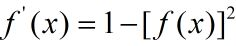 f'(x) = 1 − [f(x)]²